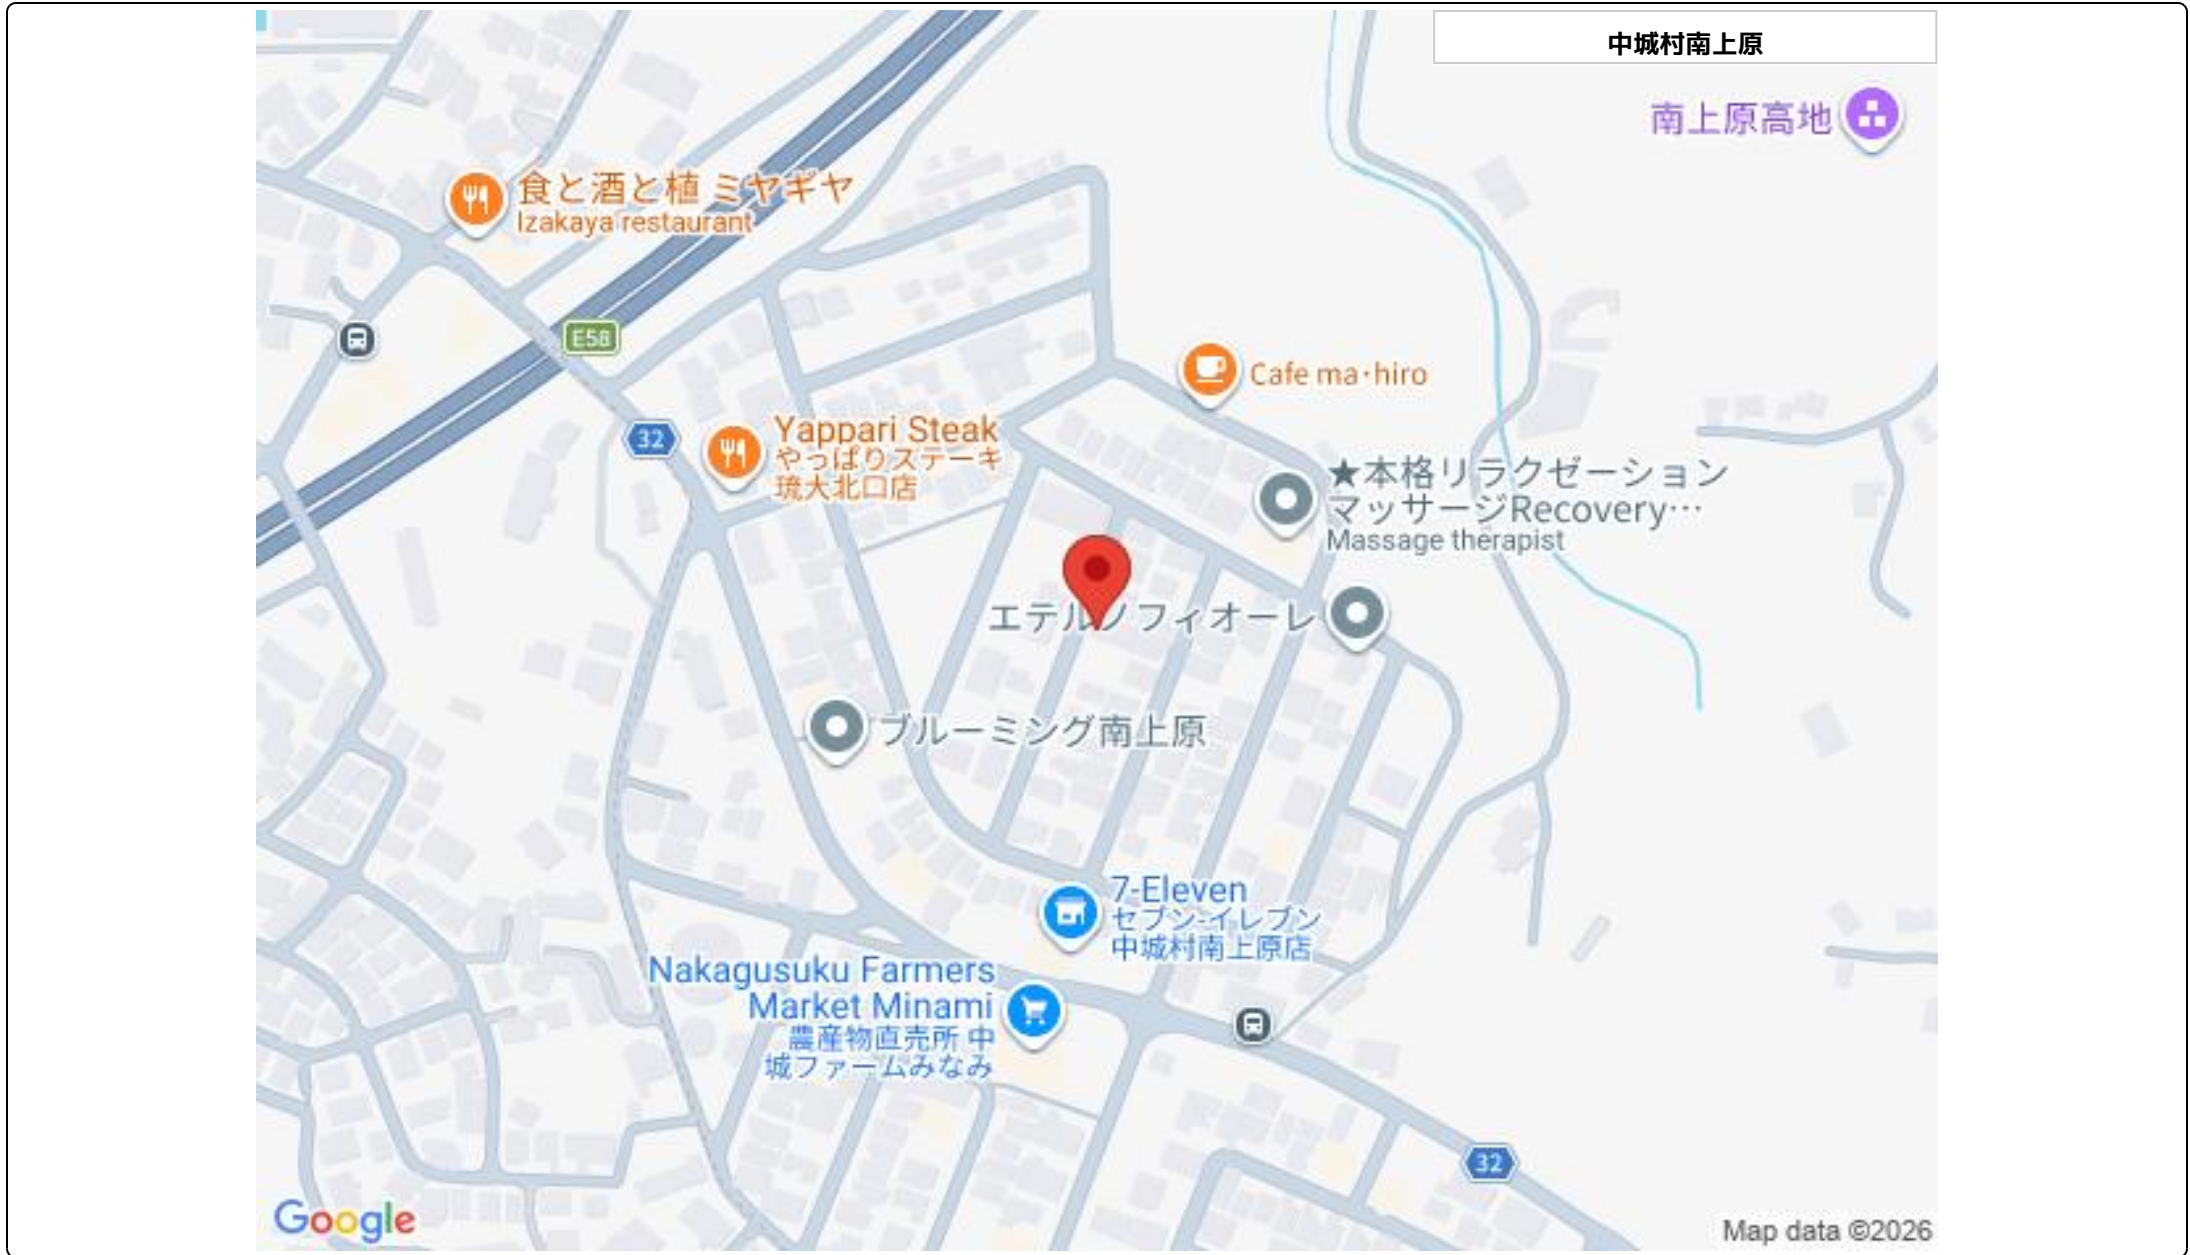 中城村南上原
南上原高地
食と酒と植 ミヤギヤ
Izakaya restaurant
E58
Cafe ma・hiro
32
Yappari Steak
やっぱりステーキ
琉大北口店
★本格リラクゼーション
マッサージRecovery…
Massage therapist
エテルノフィオーレ
ブルーミング南上原
7-Eleven
セブン-イレブン
中城村南上原店
Nakagusuku Farmers
Market Minami
農産物直売所 中
城ファームみなみ
32
Google
Map data ©2026